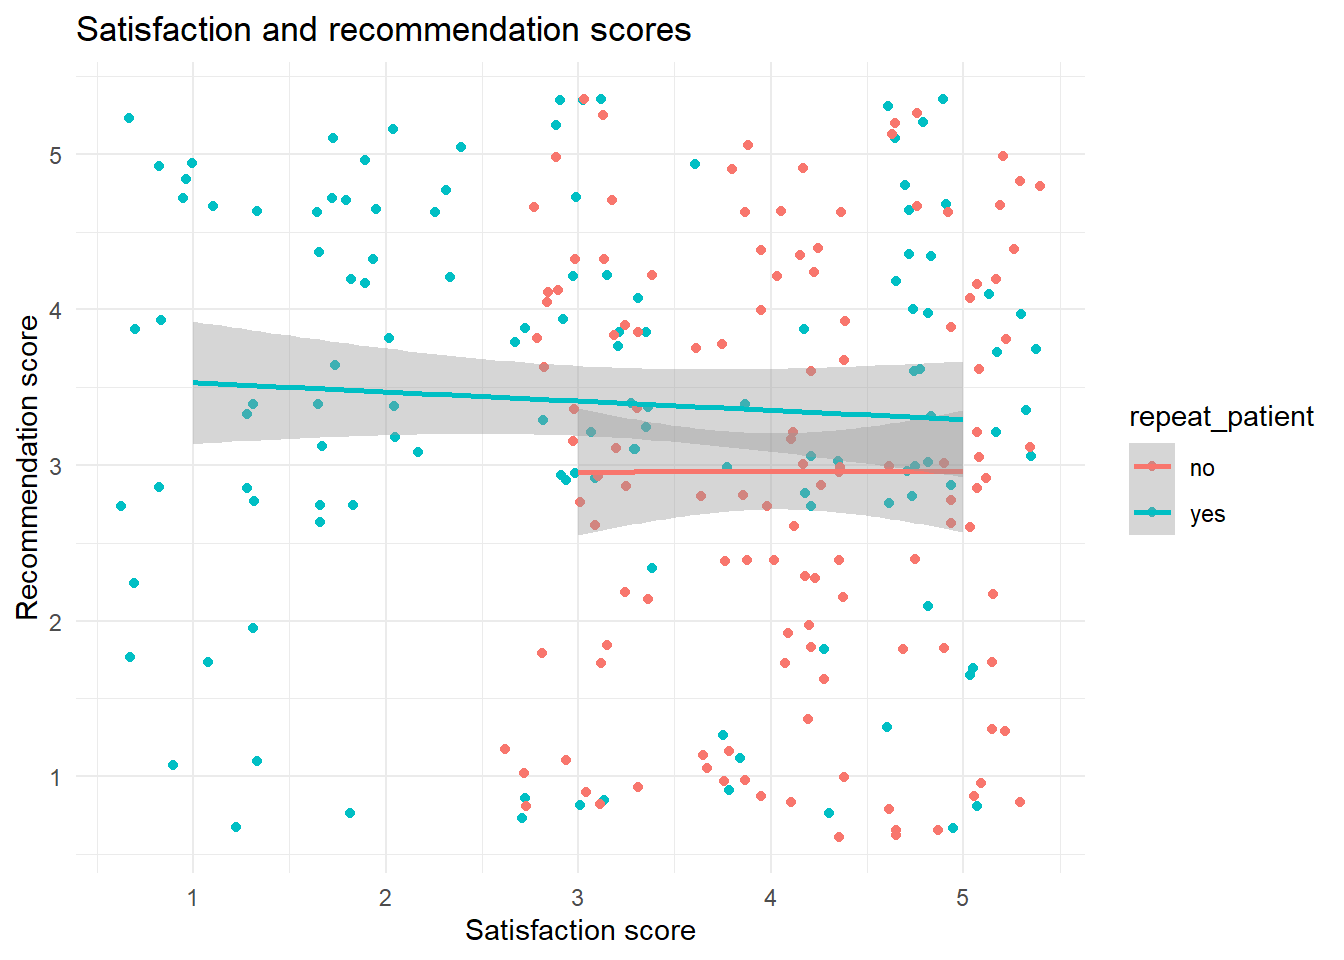 Satisfaction and recommendation scores
Recommendation score
5
4
3
2
1
1 2 3 4 5
Satisfaction score
repeat_patient
no
yes